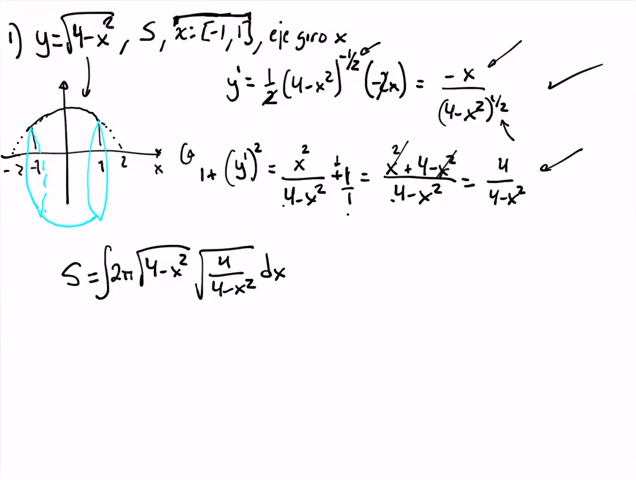 1) y=√(4-x²), S, x:=[-1,1], eje giro x
y' = 1/2 (4-x²)^(-1/2) (-2x) = -x/(4-x²)^(1/2)
-2 -1 1 2 x
1+(y')² = x²/(4-x²) + 1/1 = (x²+4-x²)/(4-x²) = 4/(4-x²)
S=∫2π√(4-x²) √(4/(4-x²)) dx